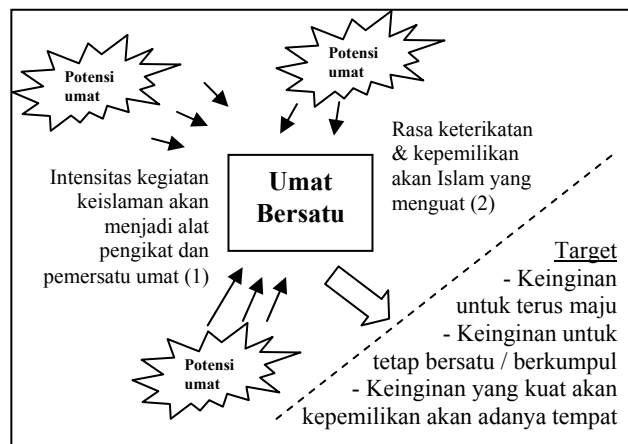 Potensi
umat
Potensi
umat
Rasa keterikatan
& kepemilikan
akan Islam yang
menguat (2)
Intensitas kegiatan
keislaman akan
menjadi alat
pengikat dan
pemersatu umat (1)
Umat
Bersatu
Target
- Keinginan
untuk terus maju
- Keinginan untuk
tetap bersatu / berkumpul
- Keinginan yang kuat akan
kepemilikan akan adanya tempat
Potensi
umat